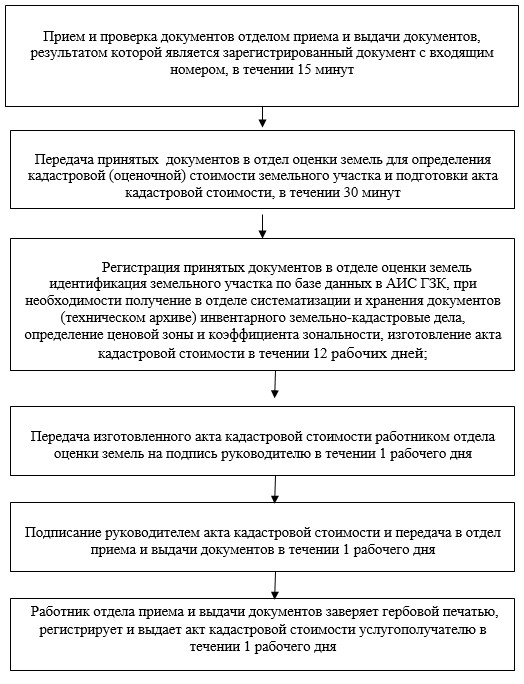 Прием и проверка документов отделом приема и выдачи документов,
результатом которой является зарегистрированный документ с входящим
номером, в течении 15 минут
Передача принятых документов в отдел оценки земель для определения
кадастровой (оценочной) стоимости земельного участка и подготовки акта
кадастровой стоимости, в течении 30 минут
Регистрация принятых документов в отделе оценки земель
идентификация земельного участка по базе данных в АИС ГЗК, при
необходимости получение в отделе систематизации и хранения документов
(техническом архиве) инвентарного земельно-кадастровые дела,
определение ценовой зоны и коэффициента зональности, изготовление акта
кадастровой стоимости в течении 12 рабочих дней;
Передача изготовленного акта кадастровой стоимости работником отдела
оценки земель на подпись руководителю в течении 1 рабочего дня
Подписание руководителем акта кадастровой стоимости и передача в отдел
приема и выдачи документов в течении 1 рабочего дня
Работник отдела приема и выдачи документов заверяет гербовой печатью,
регистрирует и выдает акт кадастровой стоимости услугополучателю в
течении 1 рабочего дня